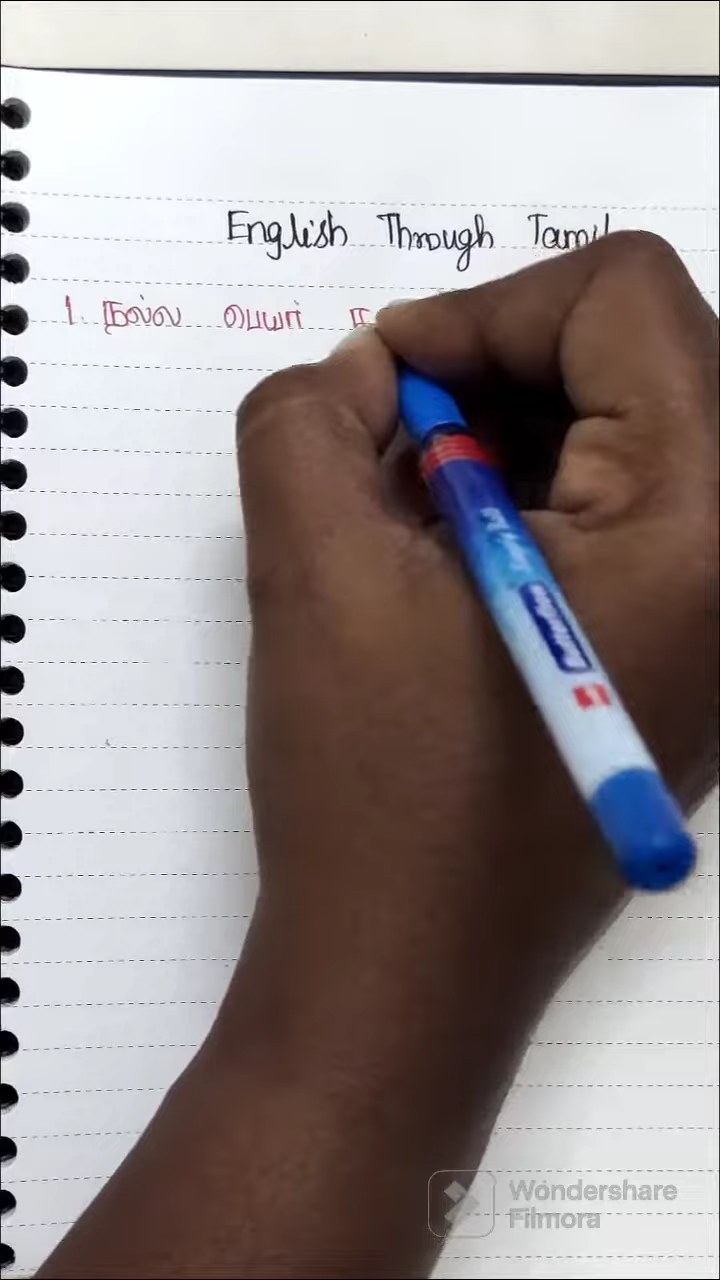 English Through Tamil
1. நல்ல பெயர்
Wondershare
Filmora